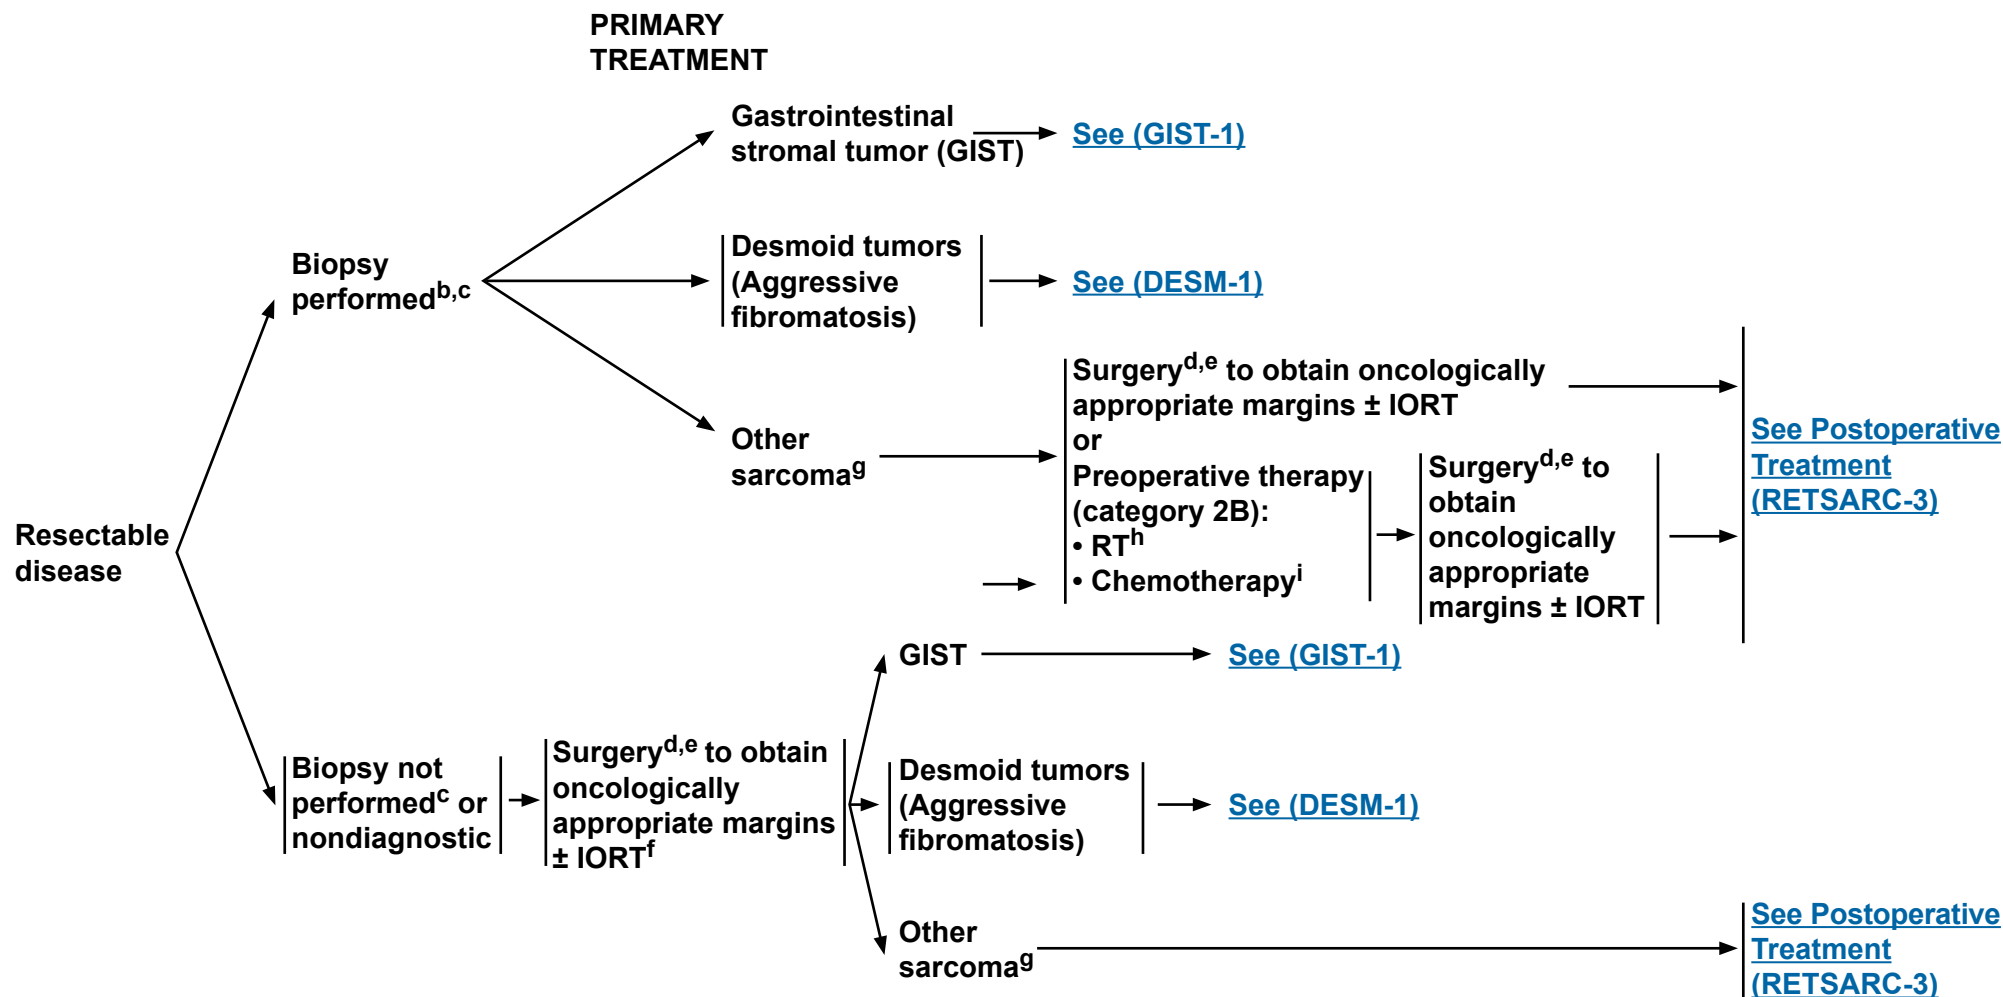 PRIMARY
TREATMENT
Gastrointestinal
stromal tumor (GIST)
See (GIST-1)
Biopsy
performedb,c
Desmoid tumors
(Aggressive
fibromatosis)
See (DESM-1)
Other
sarcomag
Surgeryd,e to obtain oncologically
appropriate margins ± IORT
or
Preoperative therapy
(category 2B):
• RTh
• Chemotherapyi
Surgeryd,e to
obtain
oncologically
appropriate
margins ± IORT
See Postoperative
Treatment
(RETSARC-3)
Resectable
disease
Biopsy not
performedc or
nondiagnostic
Surgeryd,e to obtain
oncologically
appropriate margins
± IORTf
GIST
See (GIST-1)
Desmoid tumors
(Aggressive
fibromatosis)
See (DESM-1)
Other
sarcomag
See Postoperative
Treatment
(RETSARC-3)